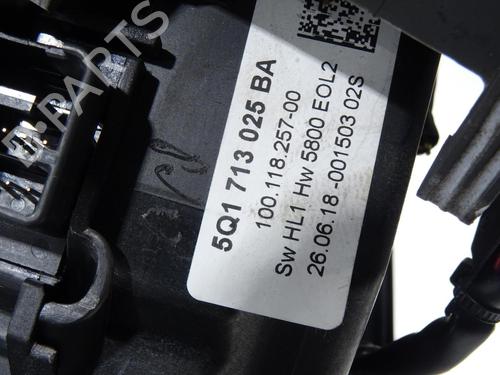 5Q1 713 025 BA
100.118.257-00
Sw HL1 Hw 5800 EOL2
26.06.18 -001503 02S
B-PARTS